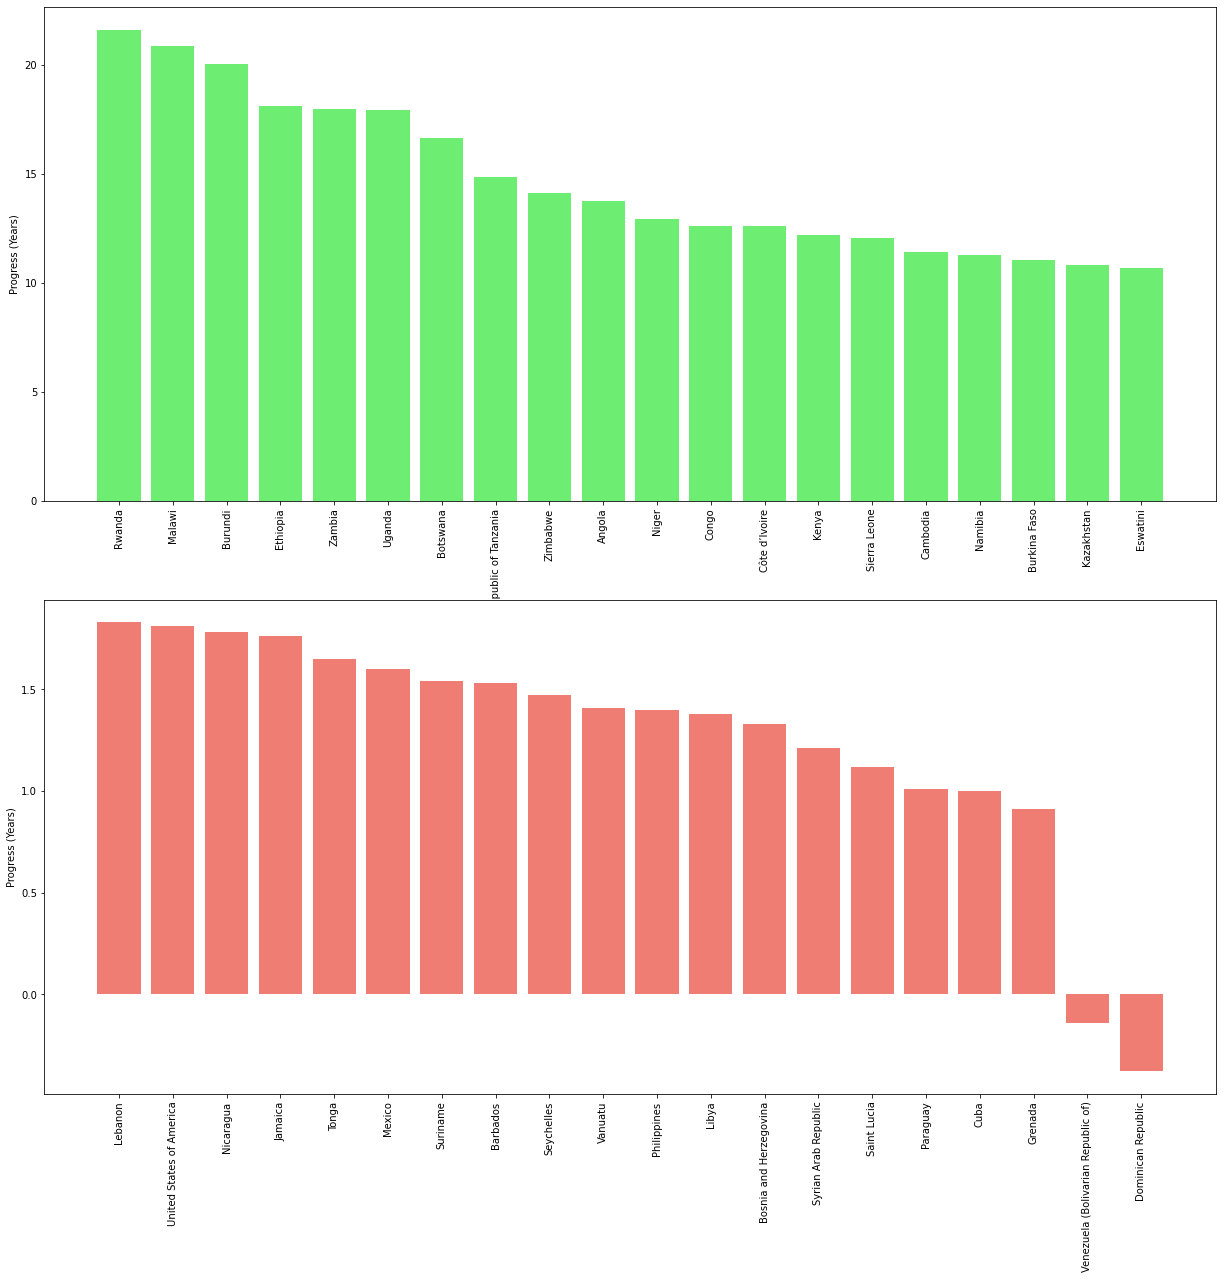 Progress (Years)
20
15
10
5
0
Rwanda
Malawi
Burundi
Ethiopia
Zambia
Uganda
Botswana
public of Tanzania
Zimbabwe
Angola
Niger
Congo
Côte d'Ivoire
Kenya
Sierra Leone
Cambodia
Namibia
Burkina Faso
Kazakhstan
Eswatini
Progress (Years)
1.5
1.0
0.5
0.0
Lebanon
United States of America
Nicaragua
Jamaica
Tonga
Mexico
Suriname
Barbados
Seychelles
Vanuatu
Philippines
Libya
Bosnia and Herzegovina
Syrian Arab Republic
Saint Lucia
Paraguay
Cuba
Grenada
Venezuela (Bolivarian Republic of)
Dominican Republic